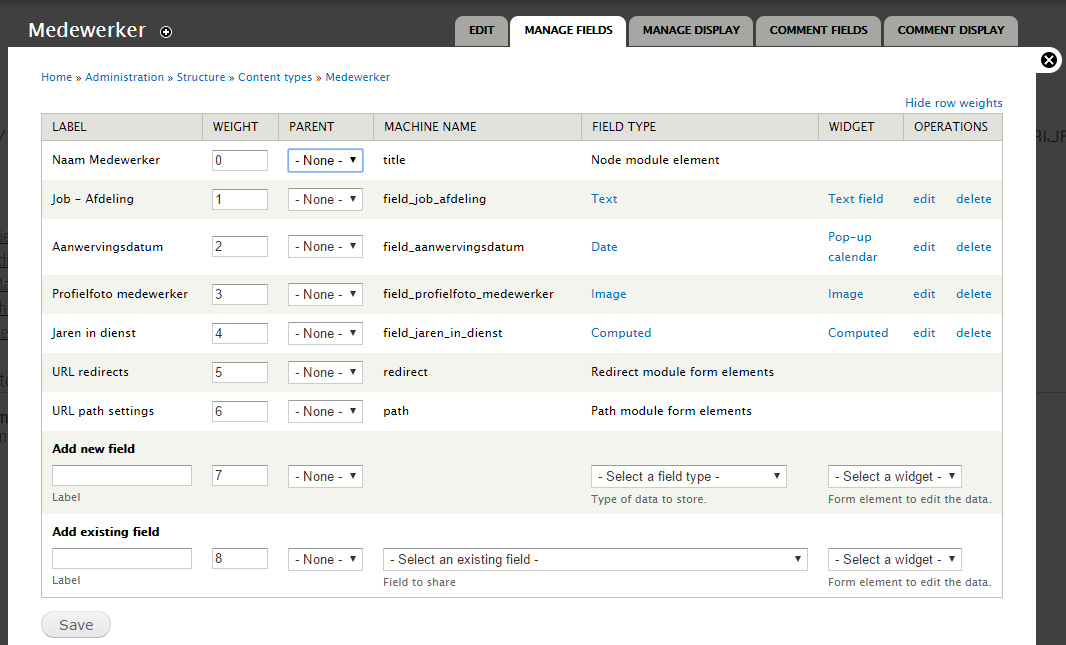 Medewerker
EDIT MANAGE FIELDS MANAGE DISPLAY COMMENT FIELDS COMMENT DISPLAY
Home » Administration » Structure » Content types » Medewerker
Hide row weights
LABEL WEIGHT PARENT MACHINE NAME FIELD TYPE WIDGET OPERATIONS
Naam Medewerker 0 - None - title Node module element
Job - Afdeling 1 - None - field_job_afdeling Text Text field edit delete
Aanwervingsdatum 2 - None - field_aanwervingsdatum Date Pop-up calendar edit delete
Profielfoto medewerker 3 - None - field_profielfoto_medewerker Image Image edit delete
Jaren in dienst 4 - None - field_jaren_in_dienst Computed Computed edit delete
URL redirects 5 - None - redirect Redirect module form elements
URL path settings 6 - None - path Path module form elements
Add new field
7 - None - - Select a field type - - Select a widget -
Label Type of data to store. Form element to edit the data.
Add existing field
8 - None - - Select an existing field - - Select a widget -
Label Field to share Form element to edit the data.
Save